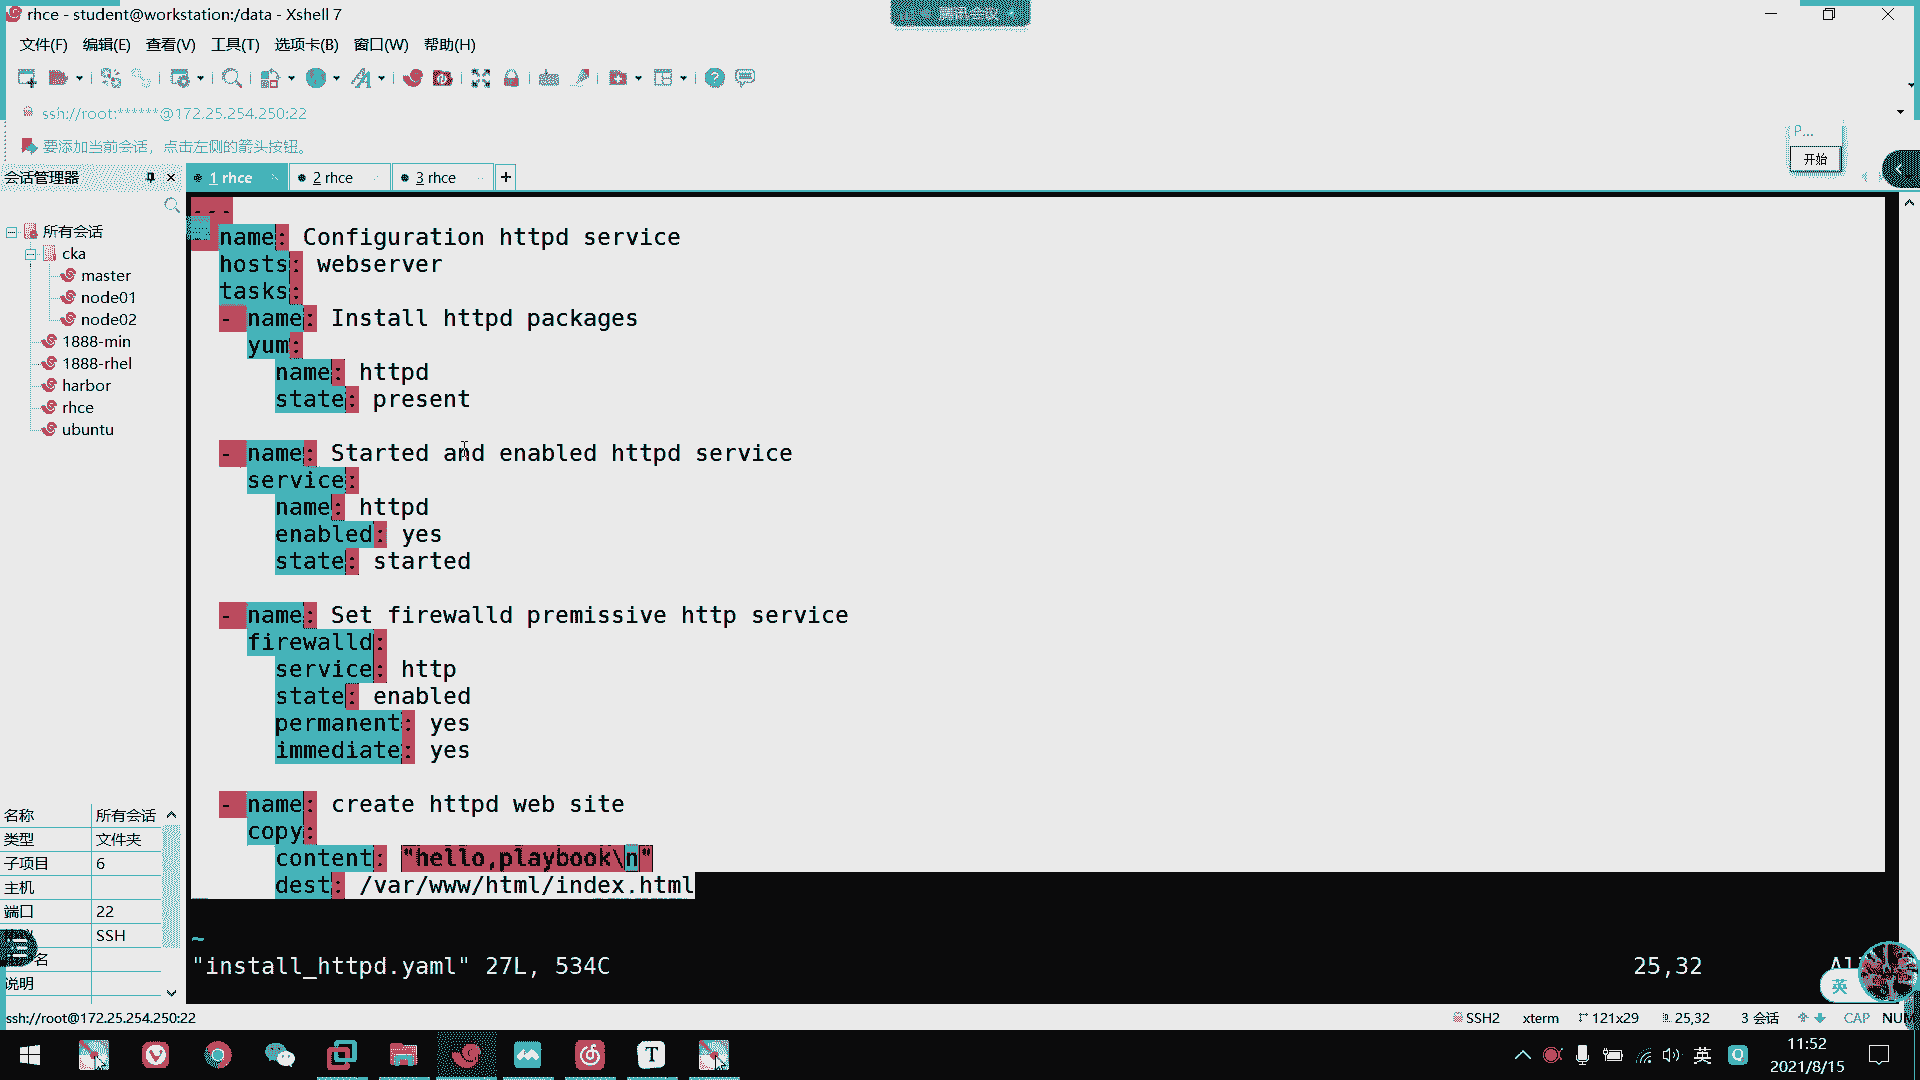 rhce - student@workstation:/data - Xshell 7
文件(F) 编辑(E) 查看(V) 工具(T) 选项卡(B) 窗口(W) 帮助(H)
ssh://root:******@172.25.254.250:22
要添加当前会话，点击左侧的箭头按钮。
P...
开始
会话管理器
1 rhce
2 rhce
3 rhce
+
所有会话
cka
master
node01
node02
1888-min
1888-rhel
harbor
rhce
ubuntu
---
name: Configuration httpd service
hosts: webserver
tasks:
- name: Install httpd packages
yum:
name: httpd
state: present
- name: Started and enabled httpd service
service:
name: httpd
enabled: yes
state: started
- name: Set firewalld premissive http service
firewalld:
service: http
state: enabled
permanent: yes
immediate: yes
- name: create httpd web site
copy:
content: "hello,playbook\n"
dest: /var/www/html/index.html
~
"install_httpd.yaml" 27L, 534C
25,32
名称 所有会话
类型 文件夹
子项目 6
主机
端口 22
SSH
名
说明
英
ssh://root@172.25.254.250:22
SSH2 xterm 121x29 25,32 3 会话 CAP NUM
英
11:52
2021/8/15